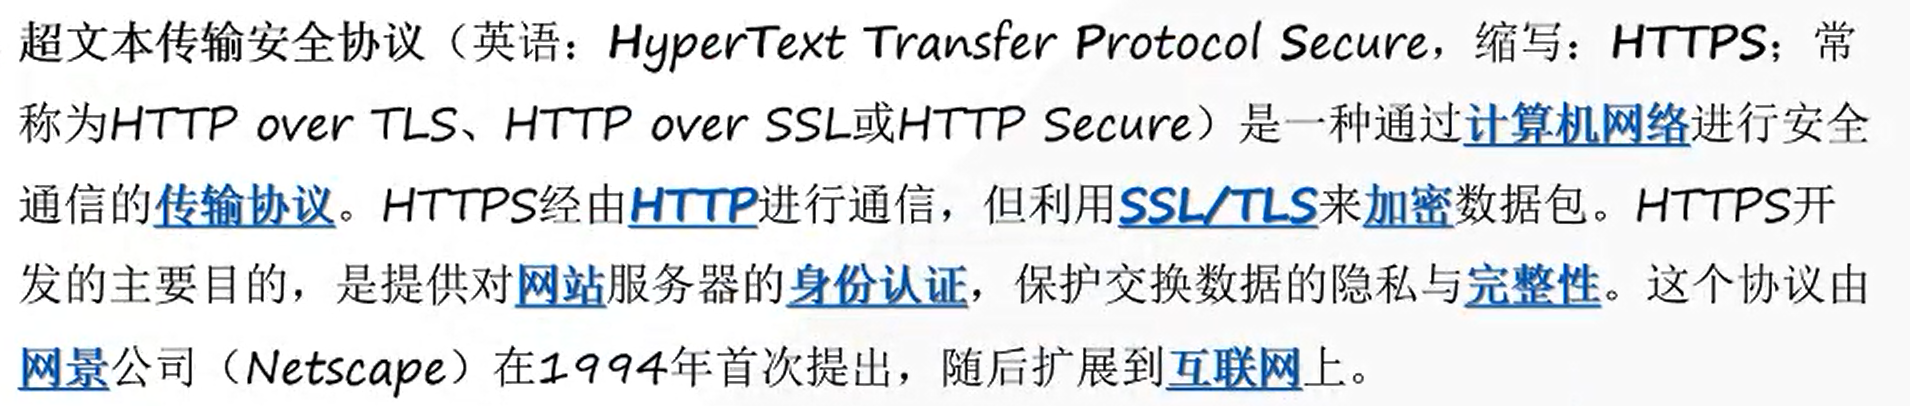 超文本传输安全协议（英语：HyperText Transfer Protocol Secure，缩写：HTTPS；常
称为HTTP over TLS、HTTP over SSL或HTTP Secure）是一种通过计算机网络进行安全
通信的传输协议。HTTPS经由HTTP进行通信，但利用SSL/TLS来加密数据包。HTTPS开
发的主要目的，是提供对网站服务器的身份认证，保护交换数据的隐私与完整性。这个协议由
网景公司（Netscape）在1994年首次提出，随后扩展到互联网上。